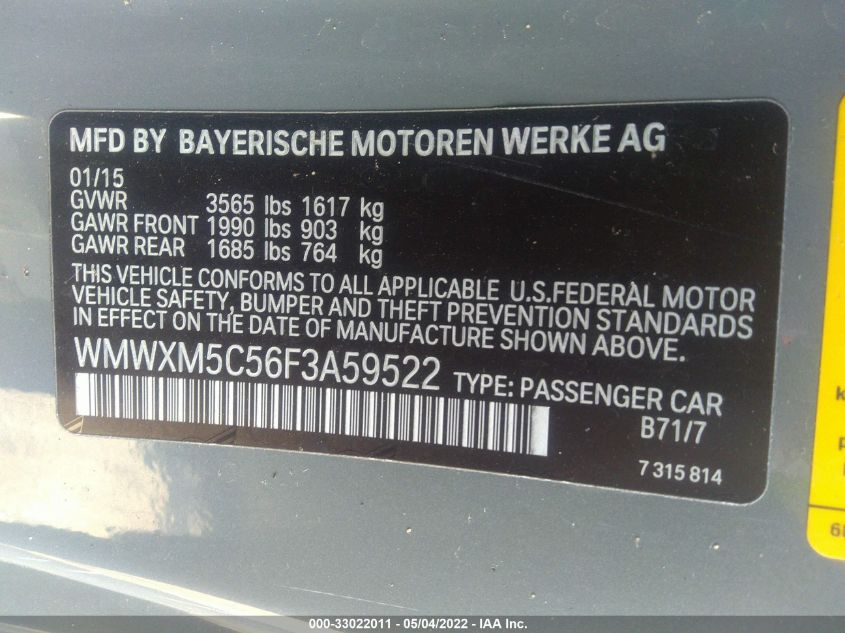 MFD BY BAYERISCHE MOTOREN WERKE AG
01/15
GVWR 3565 lbs 1617 kg
GAWR FRONT 1990 lbs 903 kg
GAWR REAR 1685 lbs 764 kg
THIS VEHICLE CONFORMS TO ALL APPLICABLE U.S.FEDERAL MOTOR
VEHICLE SAFETY, BUMPER AND THEFT PREVENTION STANDARDS
IN EFFECT ON THE DATE OF MANUFACTURE SHOWN ABOVE.
WMWXM5C56F3A59522 TYPE: PASSENGER CAR
B71/7
7 315 814
000-33022011 - 05/04/2022 - IAA Inc.